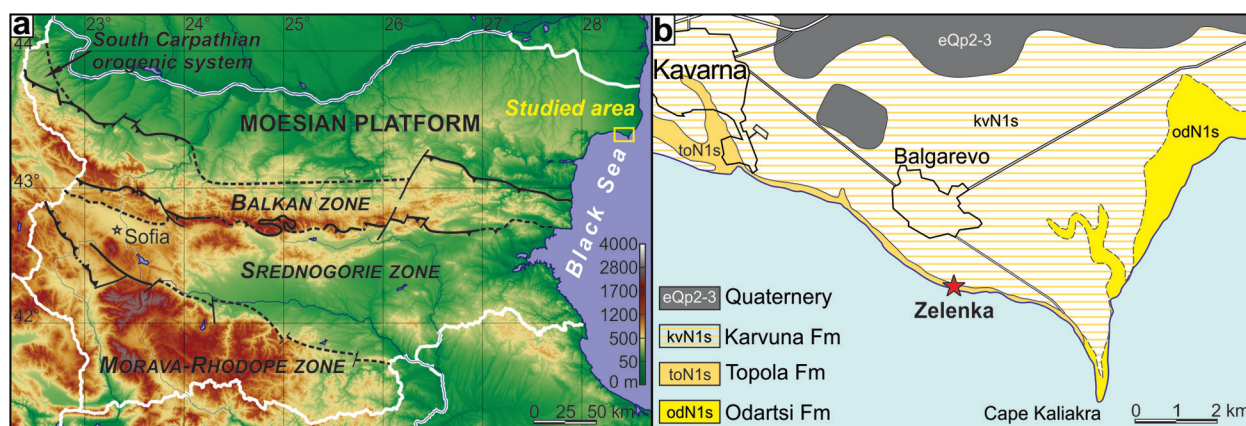 a
23°
24°
25°
26°
27°
28°
44°
South Carpathian
orogenic system
MOESIAN PLATFORM
Studied area
43°
BALKAN ZONE
Sofia
Black Sea
SREDNOGORIE ZONE
42°
MORAVA-RHODOPE ZONE
4000
2800
1700
1200
500
50
0 m
0 25 50 km
b
eQp2-3
Kavarna
kvN1s
odN1s
toN1s
Balgarevo
eQp2-3 Quaternery
Zelenka
kvN1s Karvuna Fm
toN1s Topola Fm
odN1s Odartsi Fm
Cape Kaliakra
0 1 2 km